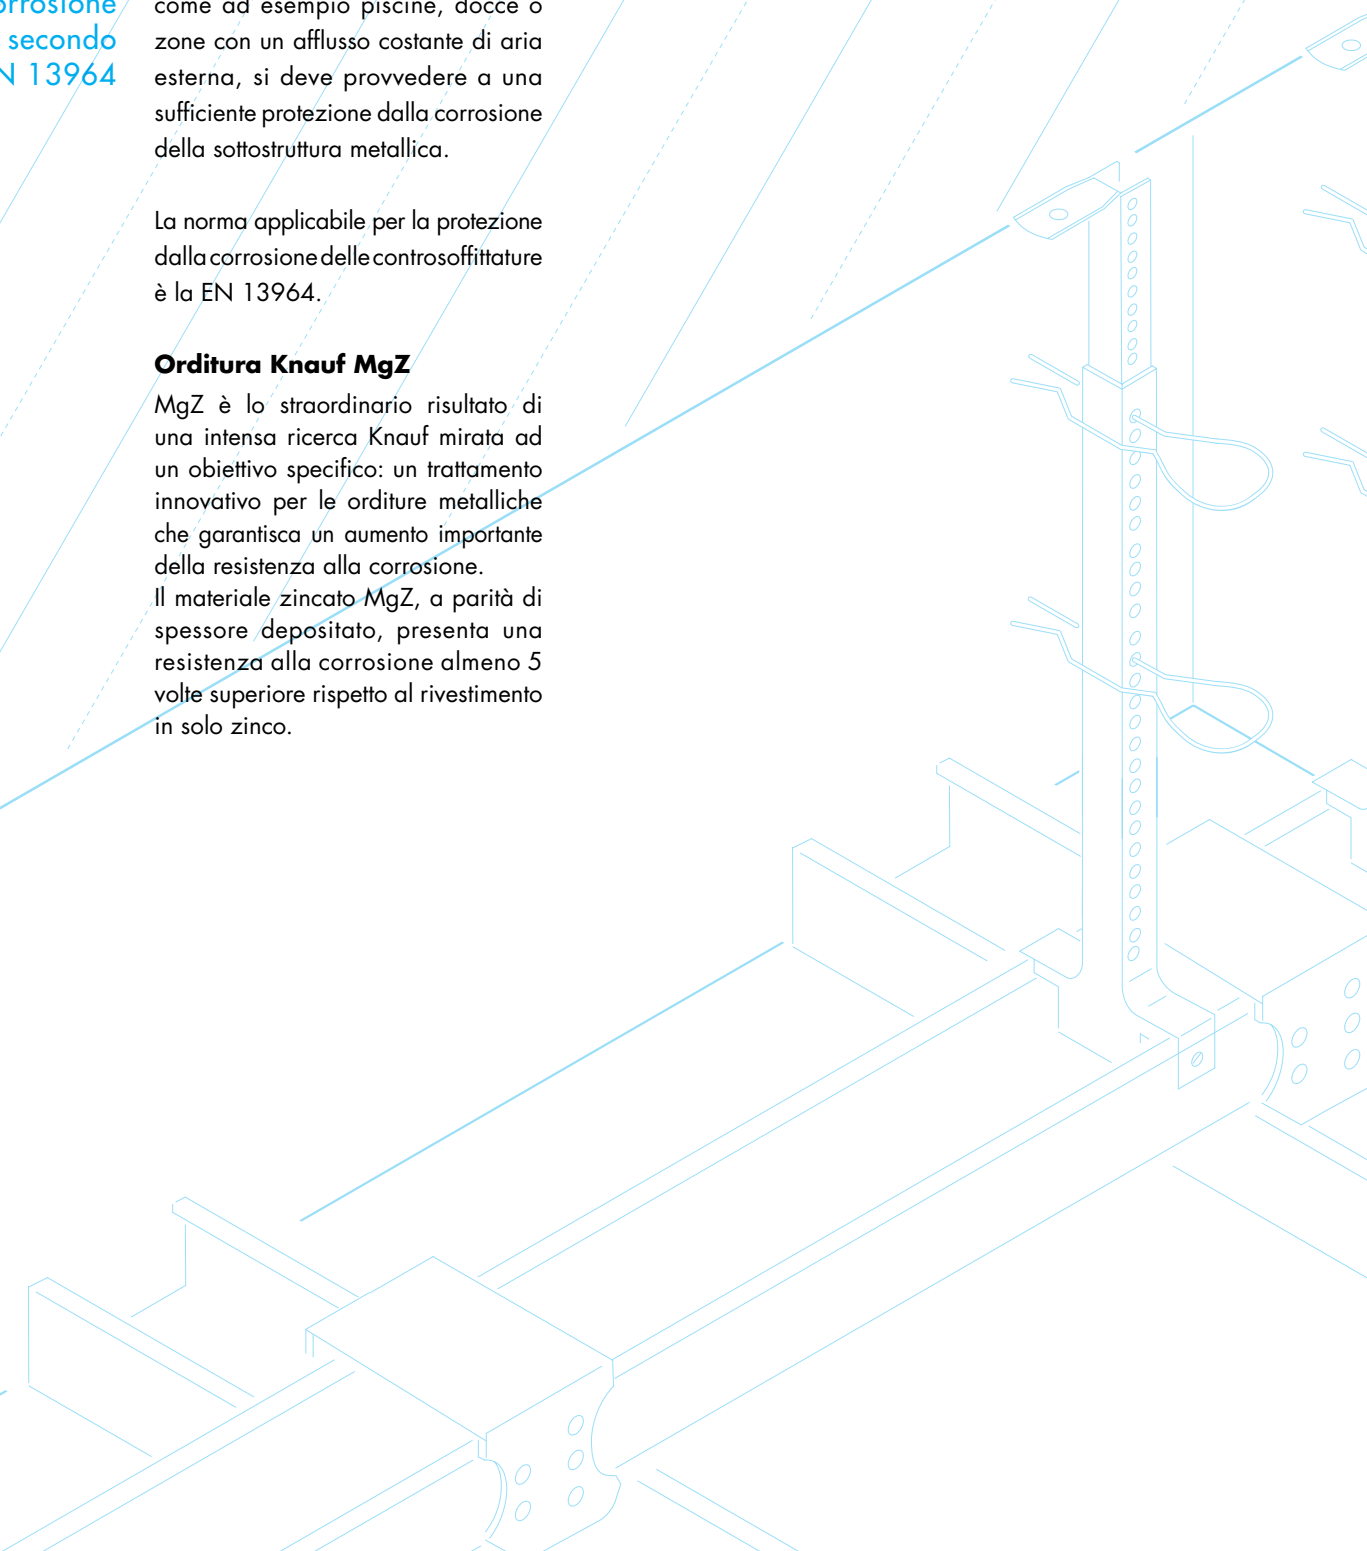 orrosione
secondo
N 13964
come ad esempio piscine, docce o
zone con un afflusso costante di aria
esterna, si deve provvedere a una
sufficiente protezione dalla corrosione
della sottostruttura metallica.
La norma applicabile per la protezione
dalla corrosione delle controsoffittature
è la EN 13964.
Orditura Knauf MgZ
MgZ è lo straordinario risultato di
una intensa ricerca Knauf mirata ad
un obiettivo specifico: un trattamento
innovativo per le orditure metalliche
che garantisca un aumento importante
della resistenza alla corrosione.
Il materiale zincato MgZ, a parità di
spessore depositato, presenta una
resistenza alla corrosione almeno 5
volte superiore rispetto al rivestimento
in solo zinco.